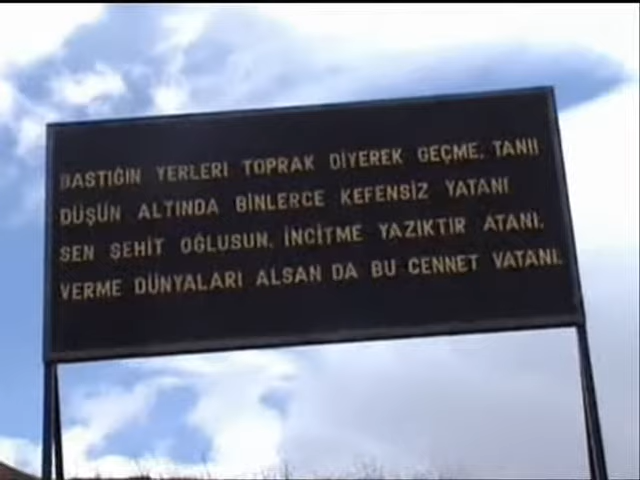 BASTIĞIN YERLERİ TOPRAK DİYEREK GEÇME, TANI!
DÜŞÜN ALTINDA BİNLERCE KEFENSİZ YATANI
SEN ŞEHİT OĞLUSUN, İNCİTME YAZIKTIR ATANI,
VERME DÜNYALARI ALSAN DA BU CENNET VATANI.